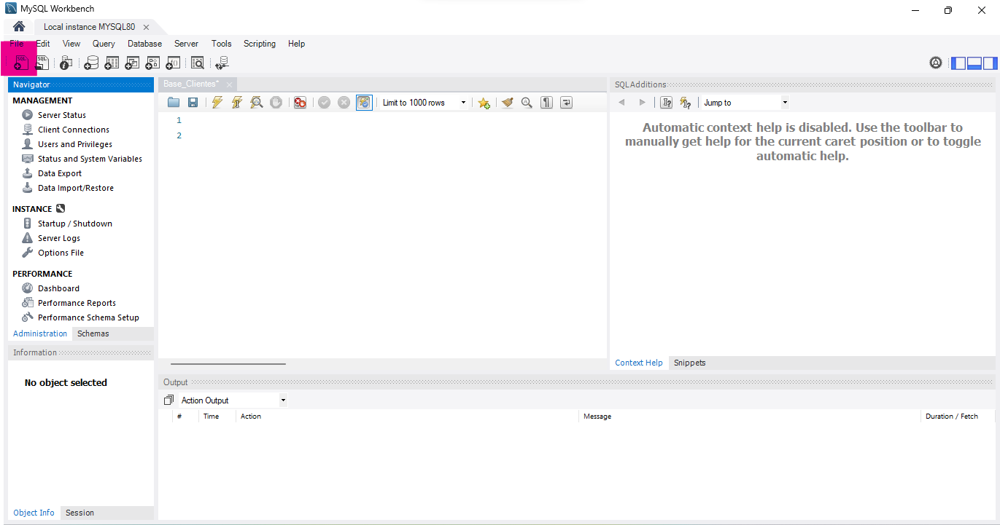 MySQL Workbench
Local instance MYSQL80
File Edit View Query Database Server Tools Scripting Help
SQL SQL
Navigator
MANAGEMENT
Server Status
Client Connections
Users and Privileges
Status and System Variables
Data Export
Data Import/Restore
INSTANCE
Startup / Shutdown
Server Logs
Options File
PERFORMANCE
Dashboard
Performance Reports
Performance Schema Setup
Administration Schemas
Information
No object selected
Object Info Session
Base_Clientes*
Limit to 1000 rows
1
2
SQLAdditions
Jump to
Automatic context help is disabled. Use the toolbar to
manually get help for the current caret position or to toggle
automatic help.
Context Help Snippets
Output
Action Output
# Time Action Message Duration / Fetch